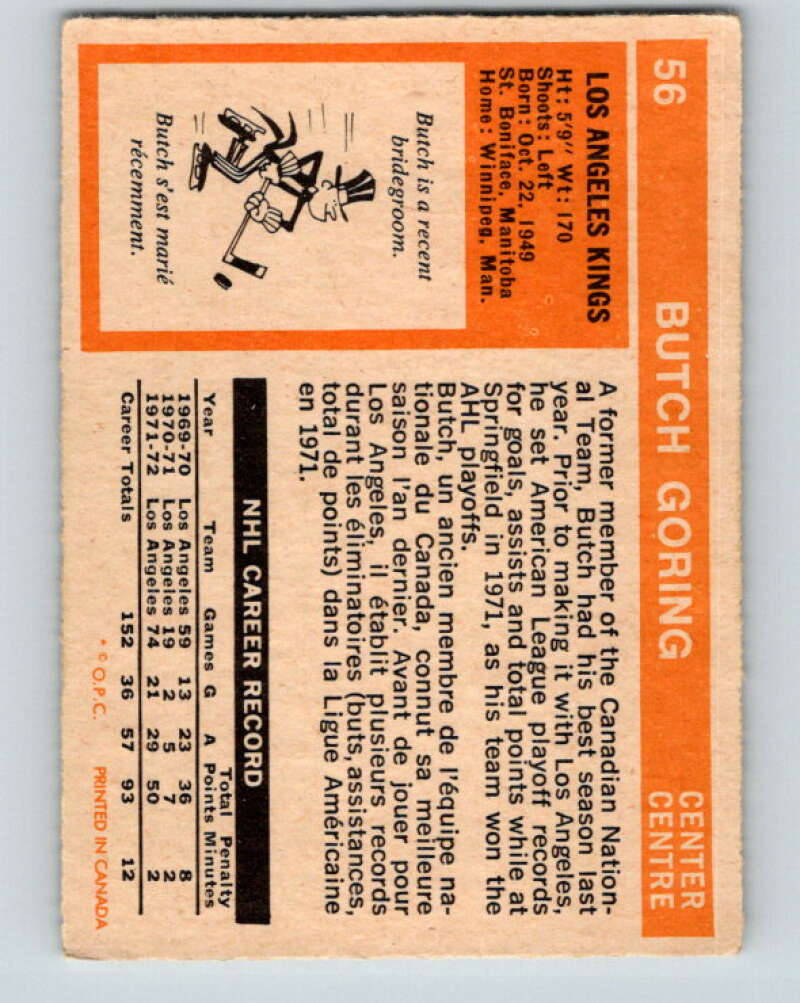 56 BUTCH GORING CENTER
CENTRE
LOS ANGELES KINGS
Ht: 5'9" Wt: 170
Shoots: Left
Born: Oct. 22, 1949
St. Boniface, Manitoba
Home: Winnipeg, Man.
Butch is a recent
bridegroom.
Butch s'est marié
récemment.
A former member of the Canadian Nation-
al Team, Butch had his best season last
year. Prior to making it with Los Angeles,
he set American League playoff records
for goals, assists and total points while at
Springfield in 1971, as his team won the
AHL playoffs.
Butch, un ancien membre de l'équipe na-
tionale du Canada, connut sa meilleure
saison l'an dernier. Avant de jouer pour
Los Angeles, il établit plusieurs records
durant les éliminatoires (buts, assistances,
total de points) dans la Ligue Américaine
en 1971.
NHL CAREER RECORD
Total Penalty
Year Team Games G A Points Minutes
1969-70 Los Angeles 59 13 23 36 8
1970-71 Los Angeles 19 2 5 7 2
1971-72 Los Angeles 74 21 29 50 2
Career Totals 152 36 57 93 12
* © O.P.C. PRINTED IN CANADA